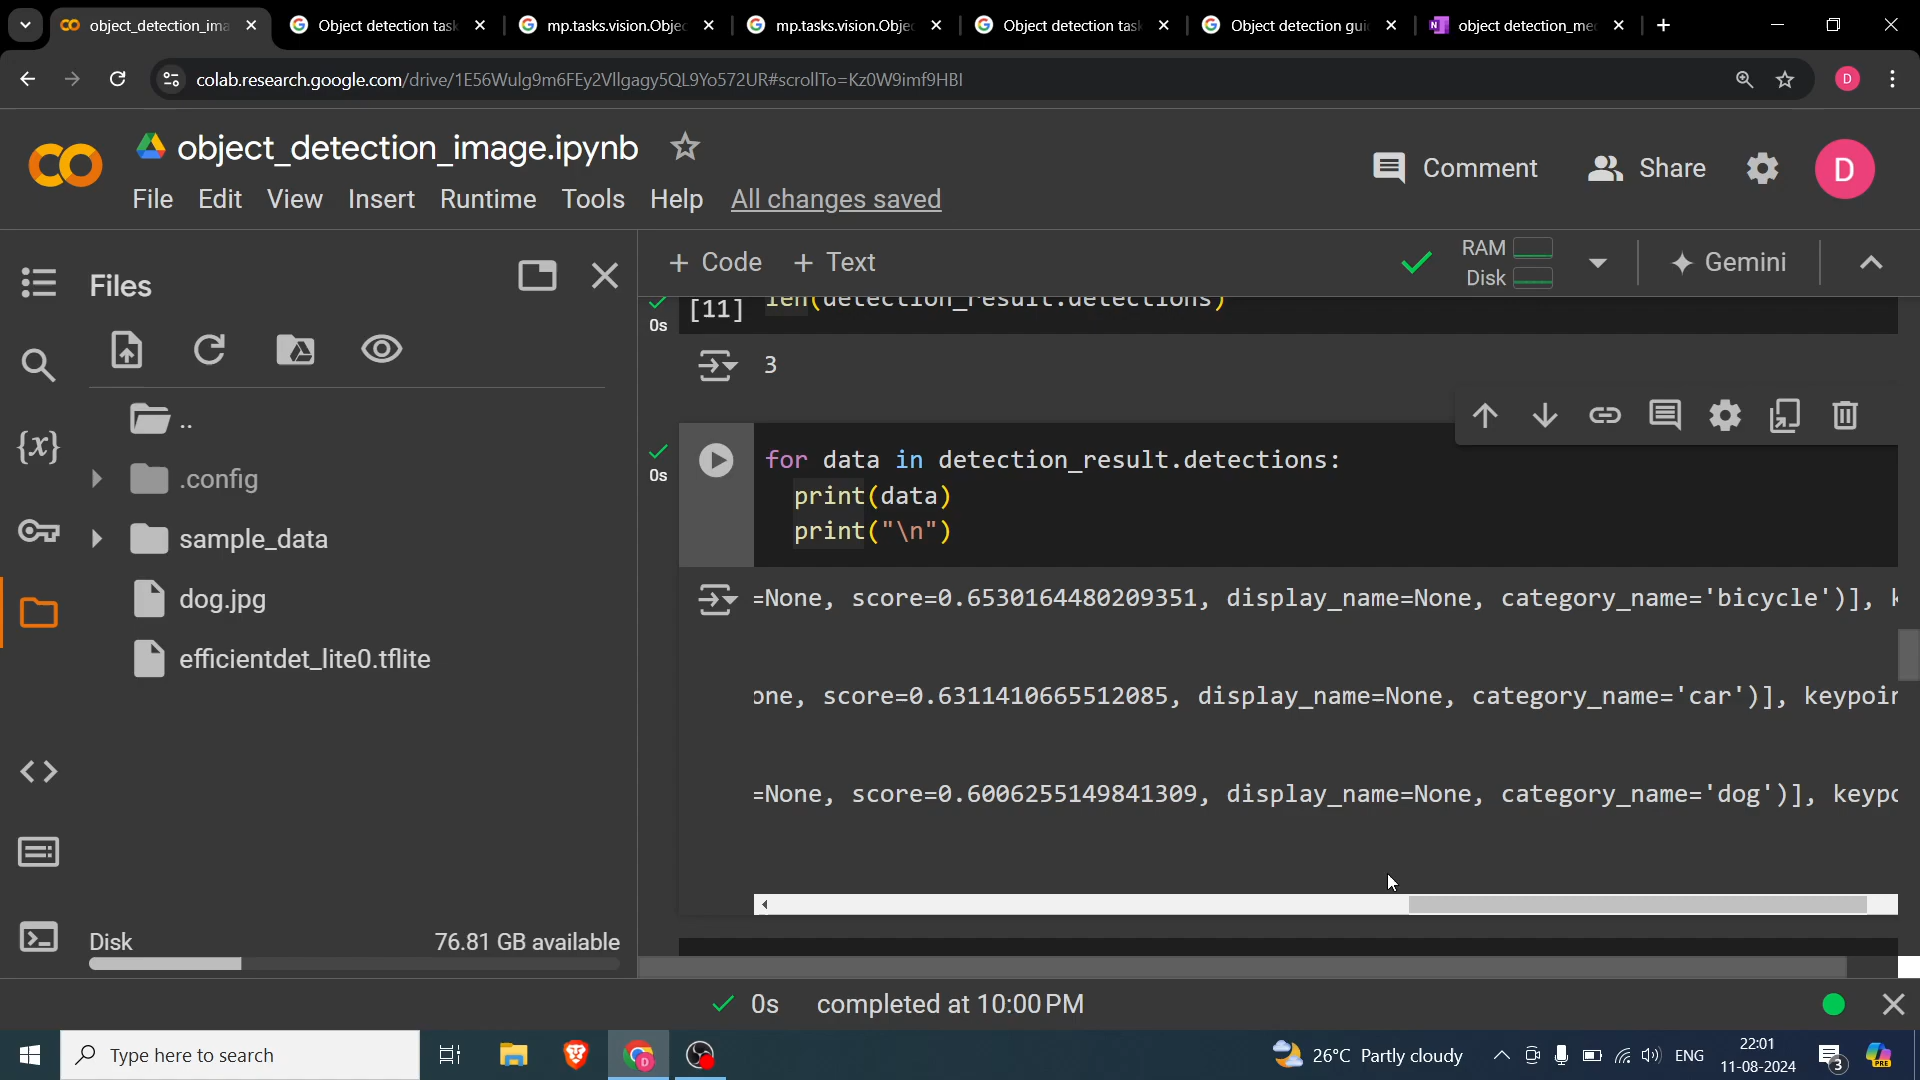 object_detection_ima
Object detection task
mp.tasks.vision.Objec
mp.tasks.vision.Objec
Object detection task
Object detection gui
object detection_me
colab.research.google.com/drive/1E56Wulg9m6FEy2Vllgagy5QL9Yo572UR#scrollTo=Kz0W9imf9HBI
D
object_detection_image.ipynb
File Edit View Insert Runtime Tools Help All changes saved
Comment
Share
D
Files
+ Code + Text
RAM
Disk
Gemini
..
.config
sample_data
dog.jpg
efficientdet_lite0.tflite
{x}
Disk
76.81 GB available
0s
[11] len(detection_result.detections)
3
0s
for data in detection_result.detections:
print(data)
print("\n")
=None, score=0.6530164480209351, display_name=None, category_name='bicycle')], k
one, score=0.6311410665512085, display_name=None, category_name='car')], keypoin
=None, score=0.6006255149841309, display_name=None, category_name='dog')], keypo
0s completed at 10:00 PM
Type here to search
26°C Partly cloudy
ENG
22:01
11-08-2024
3
PRE